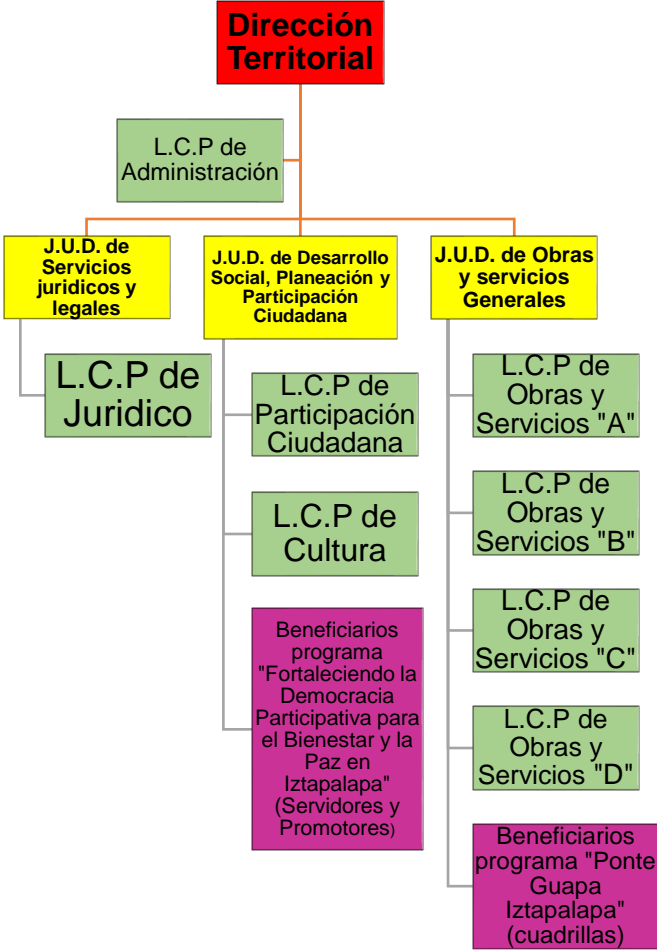 Dirección
Territorial
L.C.P de
Administración
J.U.D. de
Servicios
juridicos y
legales
J.U.D. de Desarrollo
Social, Planeación y
Participación
Ciudadana
J.U.D. de Obras
y servicios
Generales
L.C.P de
Juridico
L.C.P de
Participación
Ciudadana
L.C.P de
Cultura
Beneficiarios
programa
"Fortaleciendo la
Democracia
Participativa para
el Bienestar y la
Paz en
Iztapalapa"
(Servidores y
Promotores)
L.C.P de
Obras y
Servicios "A"
L.C.P de
Obras y
Servicios "B"
L.C.P de
Obras y
Servicios "C"
L.C.P de
Obras y
Servicios "D"
Beneficiarios
programa "Ponte
Guapa
Iztapalapa"
(cuadrillas)